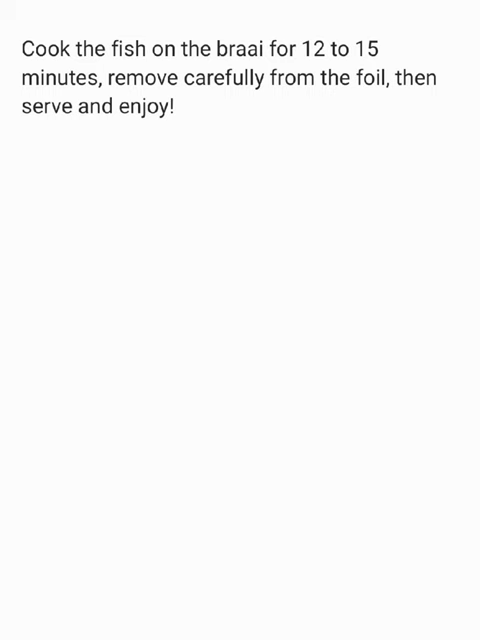 Cook the fish on the braai for 12 to 15
minutes, remove carefully from the foil, then
serve and enjoy!